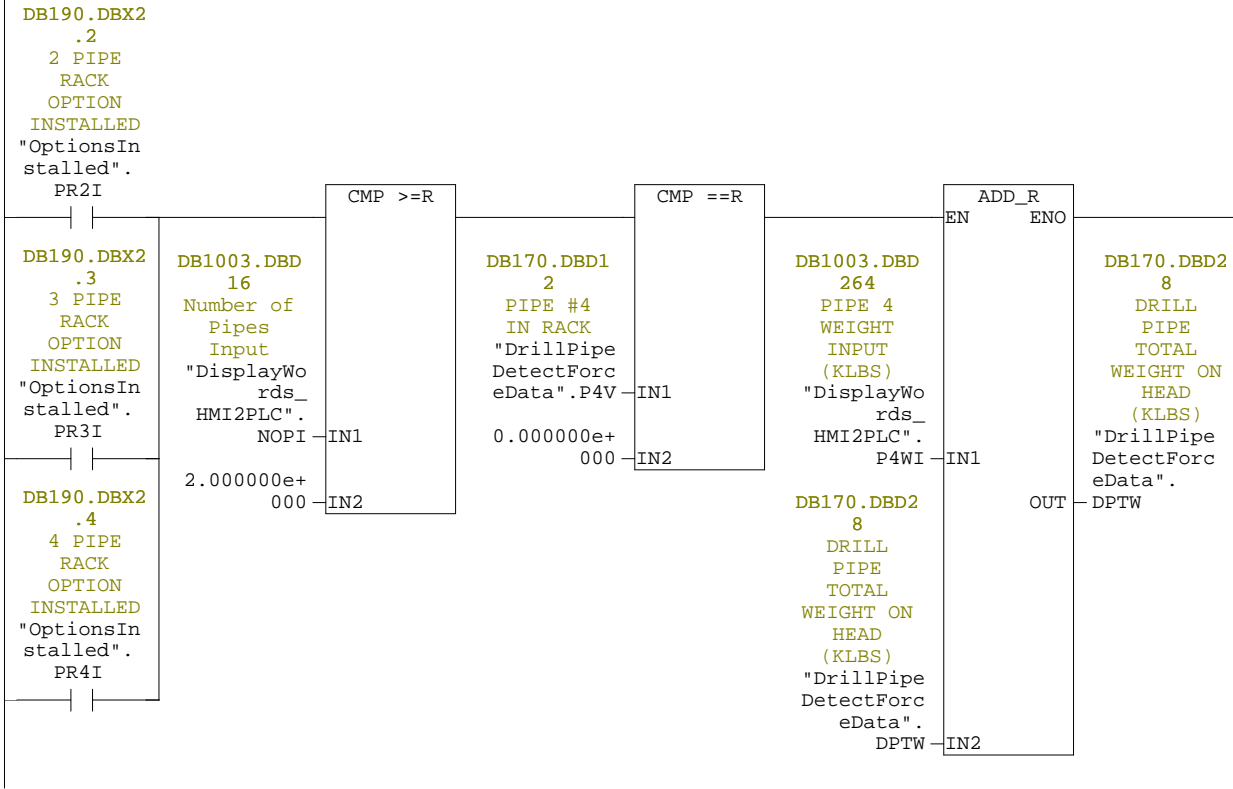 DB190.DBX2
.2
2 PIPE
RACK
OPTION
INSTALLED
"OptionsIn
stalled".
PR2I
DB190.DBX2
.3
3 PIPE
RACK
OPTION
INSTALLED
"OptionsIn
stalled".
PR3I
DB190.DBX2
.4
4 PIPE
RACK
OPTION
INSTALLED
"OptionsIn
stalled".
PR4I
CMP >=R
DB1003.DBD
16
Number of
Pipes
Input
"DisplayWo
rds_
HMI2PLC".
NOPI IN1
2.000000e+
000 IN2
CMP ==R
DB170.DBD1
2
PIPE #4
IN RACK
"DrillPipe
DetectForc
eData".P4V IN1
0.000000e+
000 IN2
ADD_R
EN ENO
DB1003.DBD
264
PIPE 4
WEIGHT
INPUT
(KLBS)
"DisplayWo
rds_
HMI2PLC".
P4WI IN1
DB170.DBD2
8
DRILL
PIPE
TOTAL
WEIGHT ON
HEAD
(KLBS)
"DrillPipe
DetectForc
eData".
DPTW IN2
DB170.DBD2
8
DRILL
PIPE
TOTAL
WEIGHT ON
HEAD
(KLBS)
"DrillPipe
DetectForc
eData".
OUT DPTW